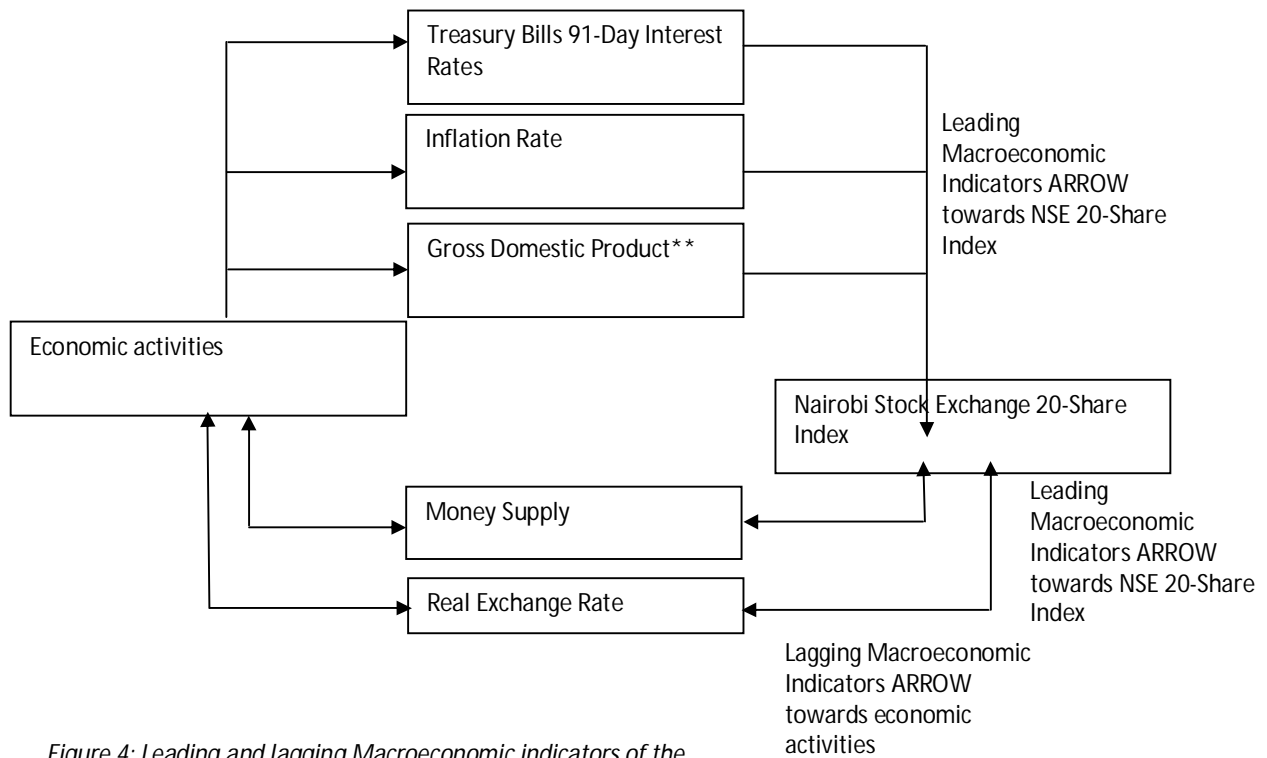 Treasury Bills 91-Day Interest
Rates
Inflation Rate
Gross Domestic Product**
Leading
Macroeconomic
Indicators ARROW
towards NSE 20-Share
Index
Economic activities
Nairobi Stock Exchange 20-Share
Index
Money Supply
Real Exchange Rate
Leading
Macroeconomic
Indicators ARROW
towards NSE 20-Share
Index
Lagging Macroeconomic
Indicators ARROW
towards economic
activities
Figure 4: Leading and lagging Macroeconomic indicators of the